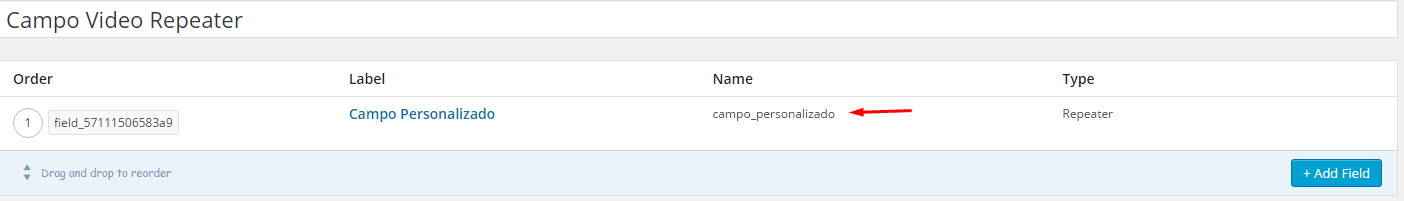 Campo Video Repeater
Order Label Name Type
1 field_57111506583a9 Campo Personalizado campo_personalizado Repeater
Drag and drop to reorder + Add Field